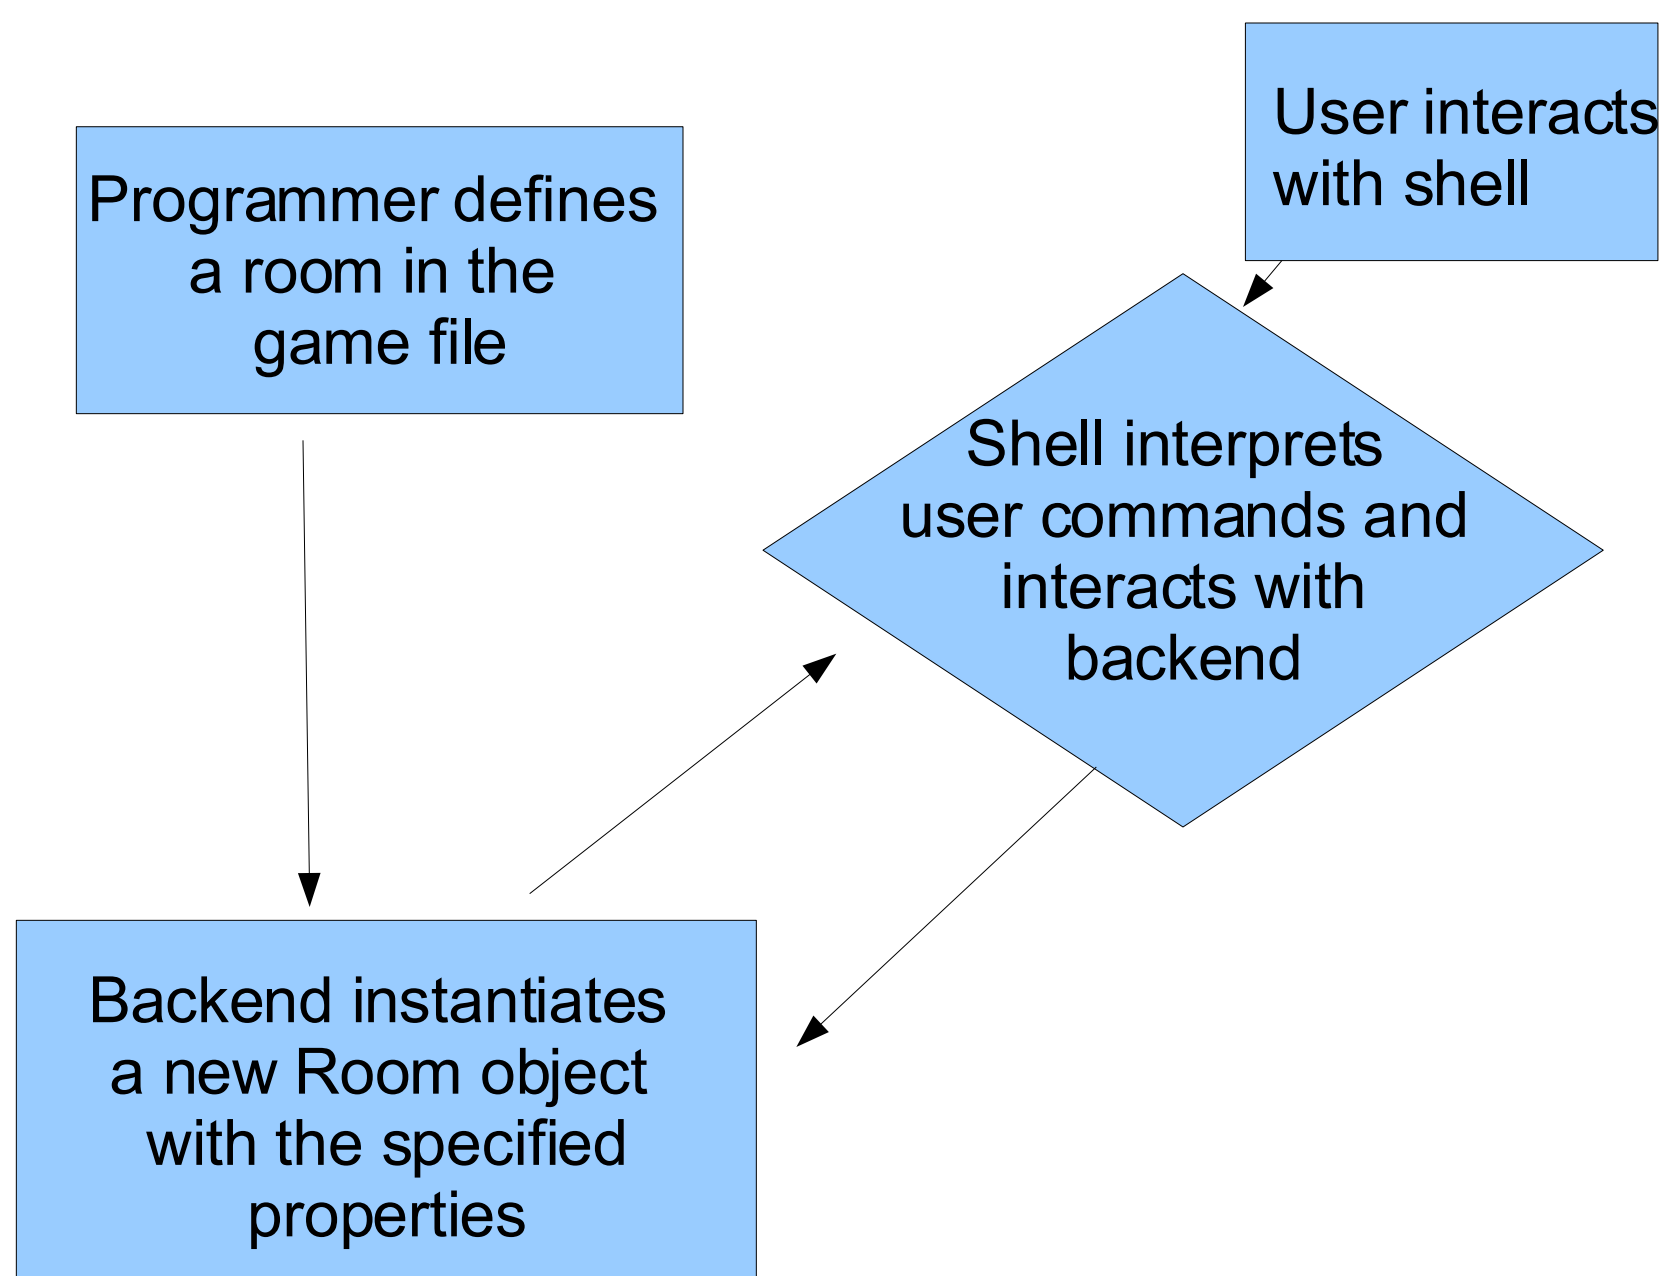 User interacts
with shell
Programmer defines
a room in the
game file
Shell interprets
user commands and
interacts with
backend
Backend instantiates
a new Room object
with the specified
properties